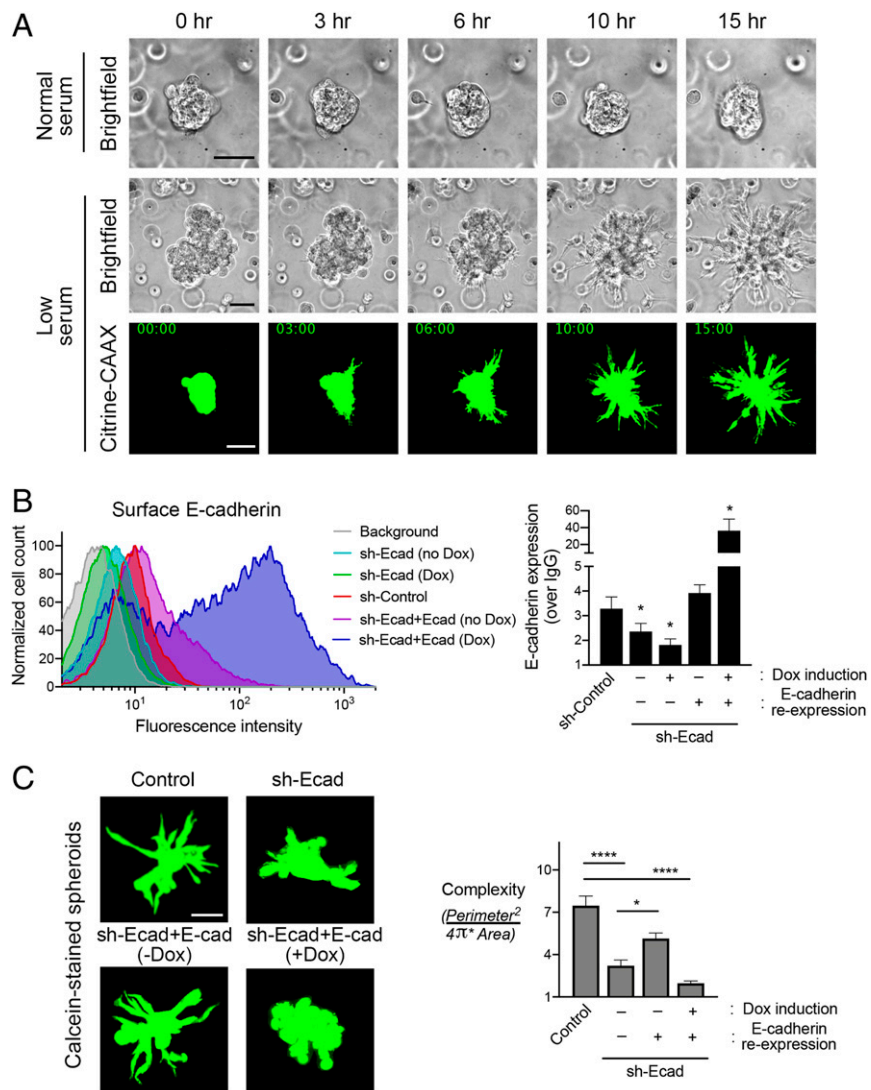 A
0 hr 3 hr 6 hr 10 hr 15 hr
Normal serum
Brightfield
Low serum
Brightfield
Citrine-CAAX
00:00 03:00 06:00 10:00 15:00
B
Surface E-cadherin
Normalized cell count
100
80
60
40
20
0
10¹ 10² 10³
Fluorescence intensity
Background
sh-Ecad (no Dox)
sh-Ecad (Dox)
sh-Control
sh-Ecad+Ecad (no Dox)
sh-Ecad+Ecad (Dox)
E-cadherin expression
(over IgG)
60
40
20
4
3
2
1
* * *
sh-Control
− + − + : Dox induction
− − + + : E-cadherin
re-expression
sh-Ecad
C
Calcein-stained spheroids
Control sh-Ecad
sh-Ecad+E-cad
(-Dox)
sh-Ecad+E-cad
(+Dox)
Complexity
(Perimeter²
4π* Area)
10
7
4
1
****
****
*
Control
− − + : Dox induction
− + + : E-cadherin
re-expression
sh-Ecad